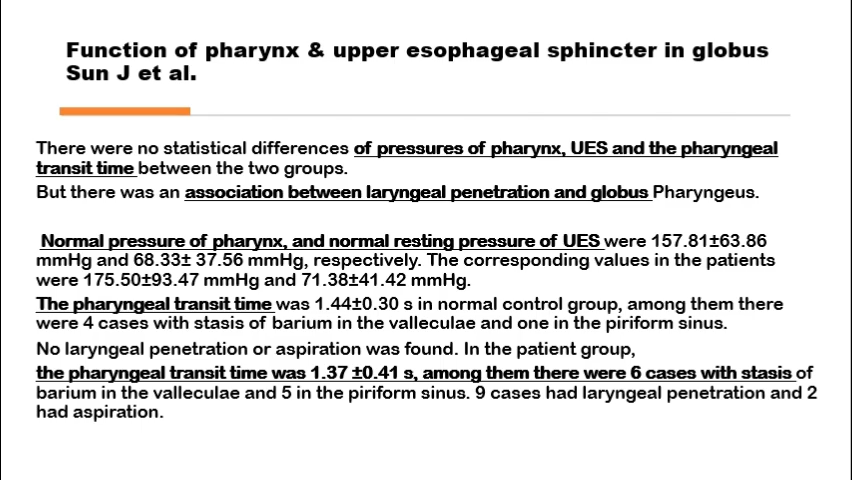 Function of pharynx & upper esophageal sphincter in globus
Sun J et al.
There were no statistical differences of pressures of pharynx, UES and the pharyngeal
transit time between the two groups.
But there was an association between laryngeal penetration and globus Pharyngeus.
Normal pressure of pharynx, and normal resting pressure of UES were 157.81±63.86
mmHg and 68.33± 37.56 mmHg, respectively. The corresponding values in the patients
were 175.50±93.47 mmHg and 71.38±41.42 mmHg.
The pharyngeal transit time was 1.44±0.30 s in normal control group, among them there
were 4 cases with stasis of barium in the valleculae and one in the piriform sinus.
No laryngeal penetration or aspiration was found. In the patient group,
the pharyngeal transit time was 1.37 ±0.41 s, among them there were 6 cases with stasis of
barium in the valleculae and 5 in the piriform sinus. 9 cases had laryngeal penetration and 2
had aspiration.